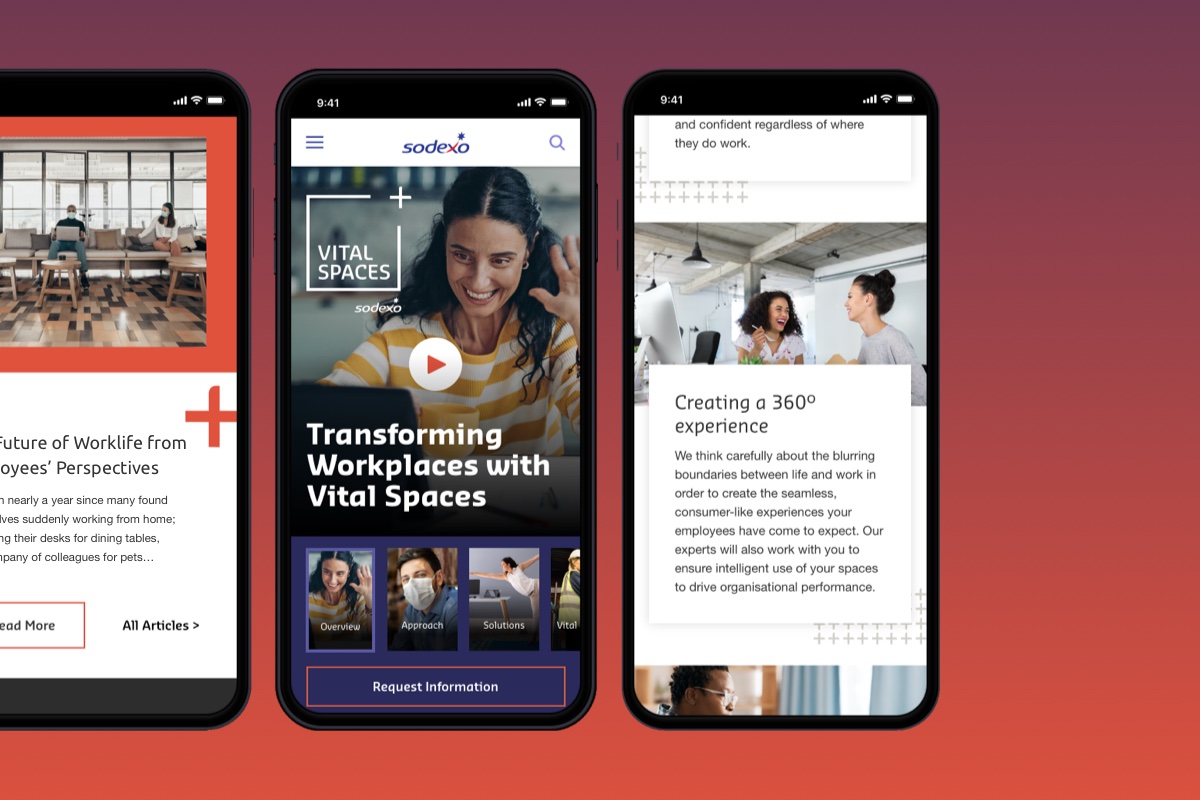 Future of Worklife from
oyees’ Perspectives
n nearly a year since many found
lves suddenly working from home;
ng their desks for dining tables,
mpany of colleagues for pets...
ead More
All Articles >
9:41
sodexo
VITAL
SPACES
sodexo
Transforming
Workplaces with
Vital Spaces
Overview
Approach
Solutions
Vital
Request Information
9:41
and confident regardless of where
they do work.
Creating a 360º
experience
We think carefully about the blurring
boundaries between life and work in
order to create the seamless,
consumer-like experiences your
employees have come to expect. Our
experts will also work with you to
ensure intelligent use of your spaces
to drive organisational performance.